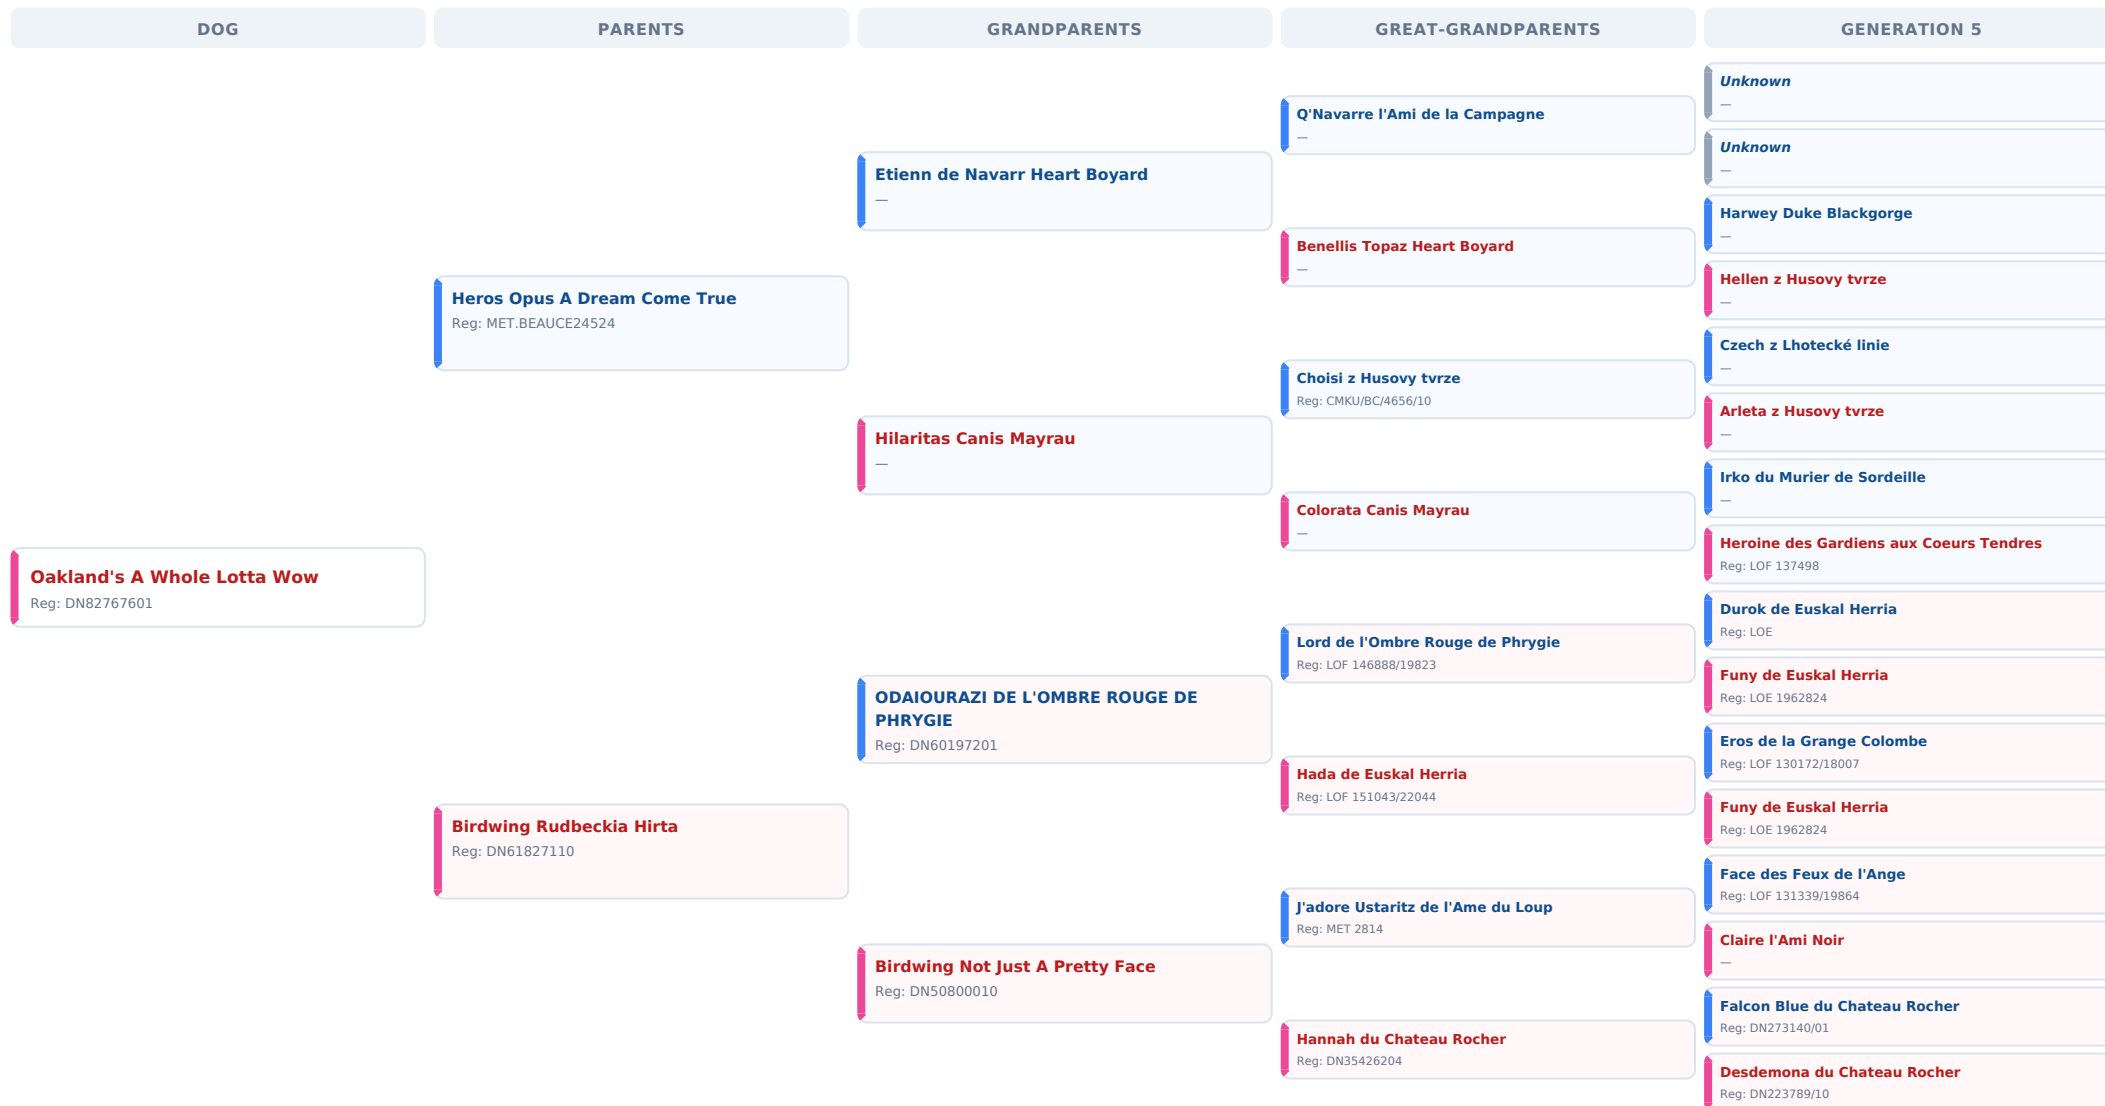 DOG
PARENTS
GRANDPARENTS
GREAT-GRANDPARENTS
GENERATION 5
Oakland's A Whole Lotta Wow
Reg: DN82767601
Heros Opus A Dream Come True
Reg: MET.BEAUCE24524
Birdwing Rudbeckia Hirta
Reg: DN61827110
Etienn de Navarr Heart Boyard
—
Hilaritas Canis Mayrau
—
ODAIOURAZI DE L'OMBRE ROUGE DE
PHRYGIE
Reg: DN60197201
Birdwing Not Just A Pretty Face
Reg: DN50800010
Q'Navarre l'Ami de la Campagne
—
Benellis Topaz Heart Boyard
—
Choisi z Husovy tvrze
Reg: CMKU/BC/4656/10
Colorata Canis Mayrau
—
Lord de l'Ombre Rouge de Phrygie
Reg: LOF 146888/19823
Hada de Euskal Herria
Reg: LOF 151043/22044
J'adore Ustaritz de l'Ame du Loup
Reg: MET 2814
Hannah du Chateau Rocher
Reg: DN35426204
Unknown
—
Unknown
—
Harwey Duke Blackgorge
—
Hellen z Husovy tvrze
—
Czech z Lhotecké linie
—
Arleta z Husovy tvrze
—
Irko du Murier de Sordeille
—
Heroine des Gardiens aux Coeurs Tendres
Reg: LOF 137498
Durok de Euskal Herria
Reg: LOE
Funy de Euskal Herria
Reg: LOE 1962824
Eros de la Grange Colombe
Reg: LOF 130172/18007
Funy de Euskal Herria
Reg: LOE 1962824
Face des Feux de l'Ange
Reg: LOF 131339/19864
Claire l'Ami Noir
—
Falcon Blue du Chateau Rocher
Reg: DN273140/01
Desdemona du Chateau Rocher
Reg: DN223789/10